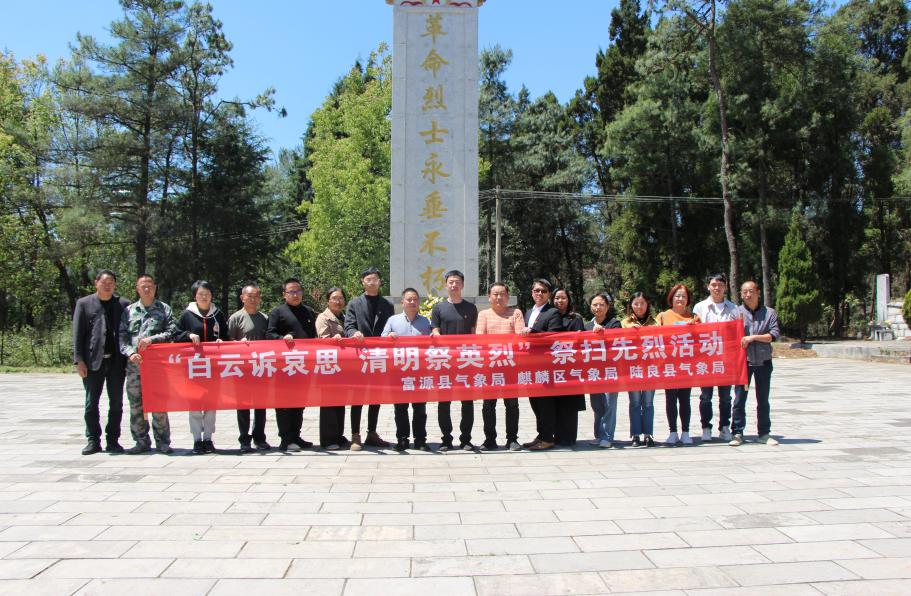 革命烈士永垂不朽
“白云诉哀思 清明祭英烈” 祭扫先烈活动
富源县气象局 麒麟区气象局 陆良县气象局